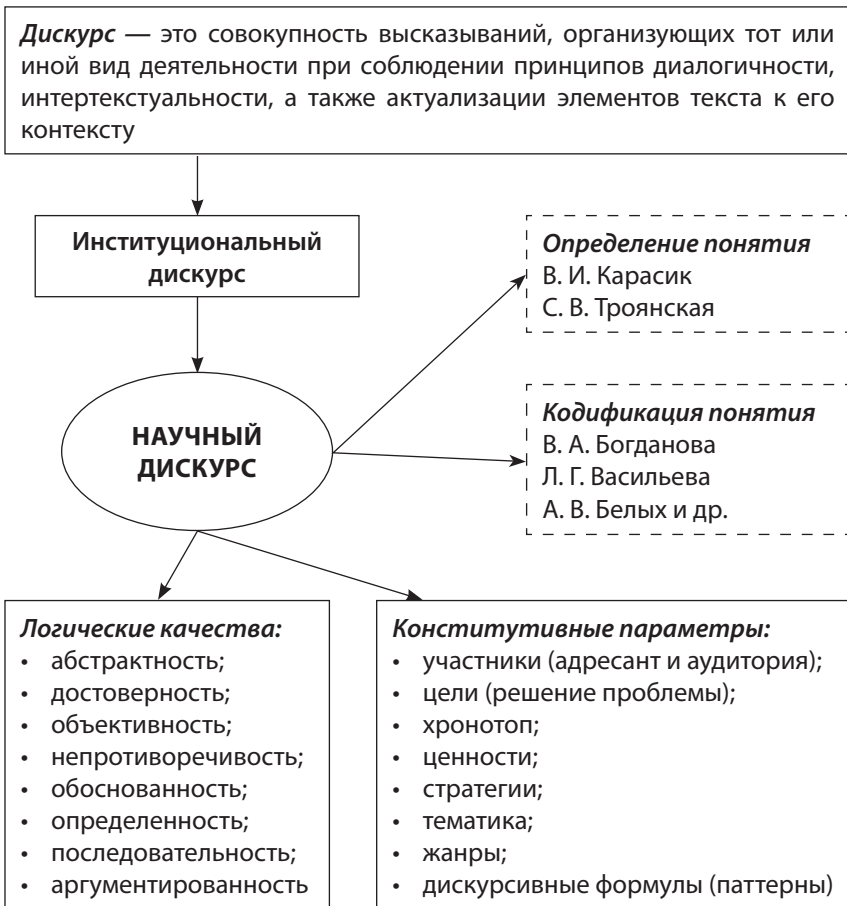 Дискурс — это совокупность высказываний, организующих тот или
иной вид деятельности при соблюдении принципов диалогичности,
интертекстуальности, а также актуализации элементов текста к его
контексту
Институциональный
дискурс
Определение понятия
В. И. Карасик
С. В. Троянская
НАУЧНЫЙ
ДИСКУРС
Кодификация понятия
В. А. Богданова
Л. Г. Васильева
А. В. Белых и др.
Логические качества:
• абстрактность;
• достоверность;
• объективность;
• непротиворечивость;
• обоснованность;
• определенность;
• последовательность;
• аргументированность
Конститутивные параметры:
• участники (адресант и аудитория);
• цели (решение проблемы);
• хронотоп;
• ценности;
• стратегии;
• тематика;
• жанры;
• дискурсивные формулы (паттерны)